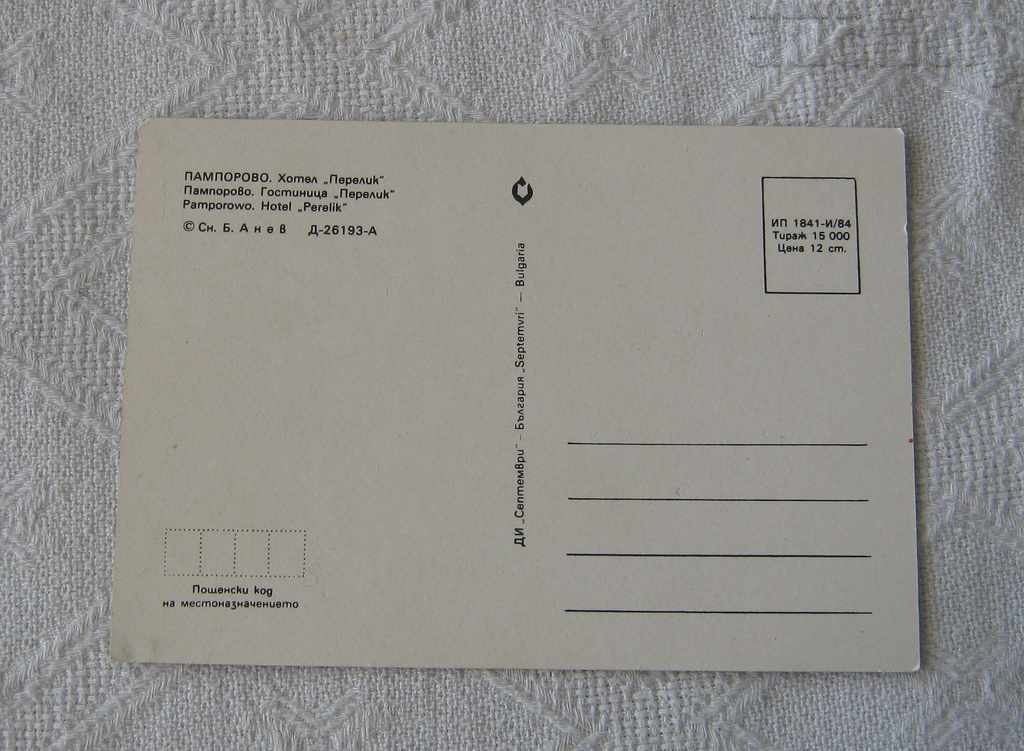 ПАМПОРОВО. Хотел „Перелик“
Пампорово. Гостиница „Перелик“
Pamporowo. Hotel „Perelik“
© Сн. Б. Анев Д-26193-А
ДИ „Септември“ – България „Septemvri“ – Bulgaria
ИП 1841-И/84
Тираж 15 000
Цена 12 ст.
Пощенски код
на местоназначението